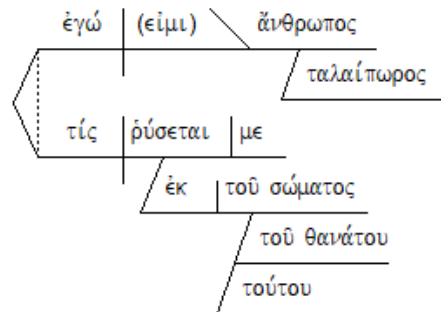 ἐγώ (εἰμι) ἄνθρωπος
ταλαίπωρος
τίς ῥύσεται με
ἐκ τοῦ σώματος
τοῦ θανάτου
τούτου